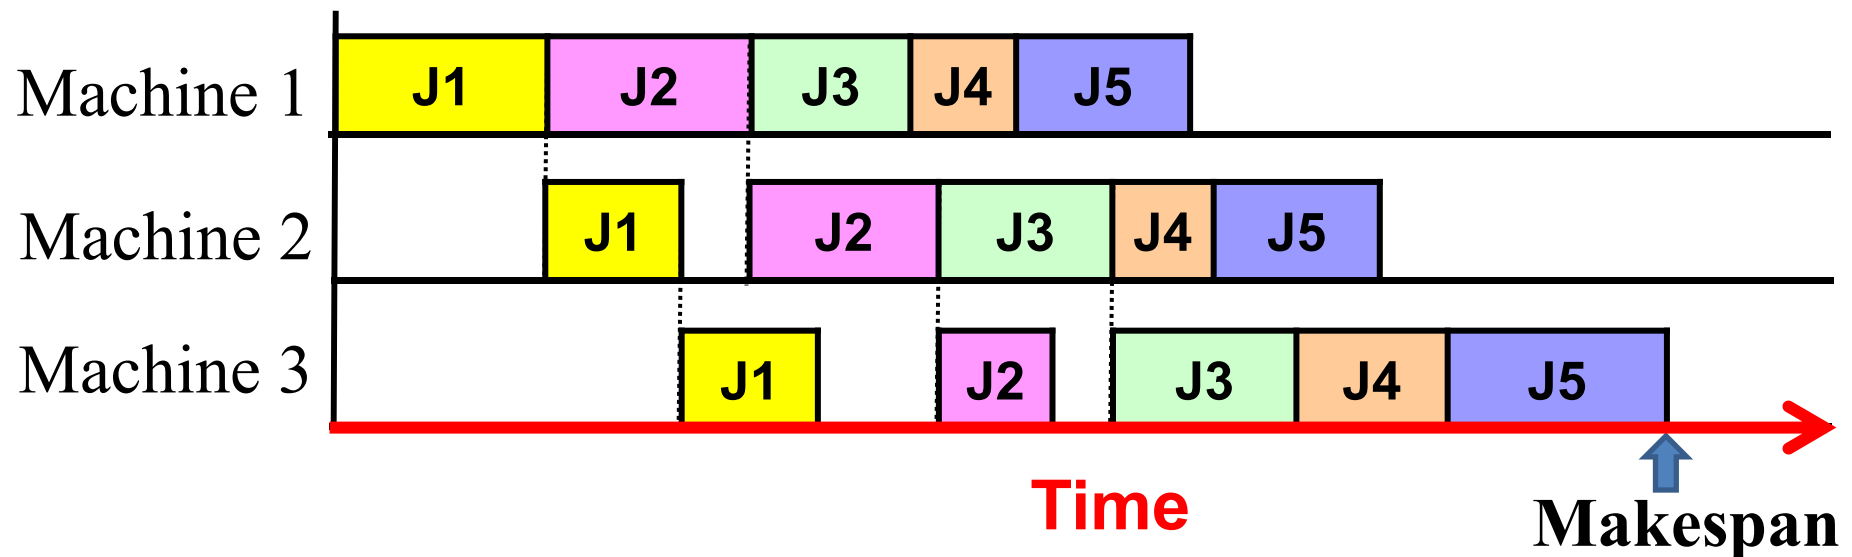 Machine 1 J1 J2 J3 J4 J5
Machine 2 J1 J2 J3 J4 J5
Machine 3 J1 J2 J3 J4 J5
Time
Makespan